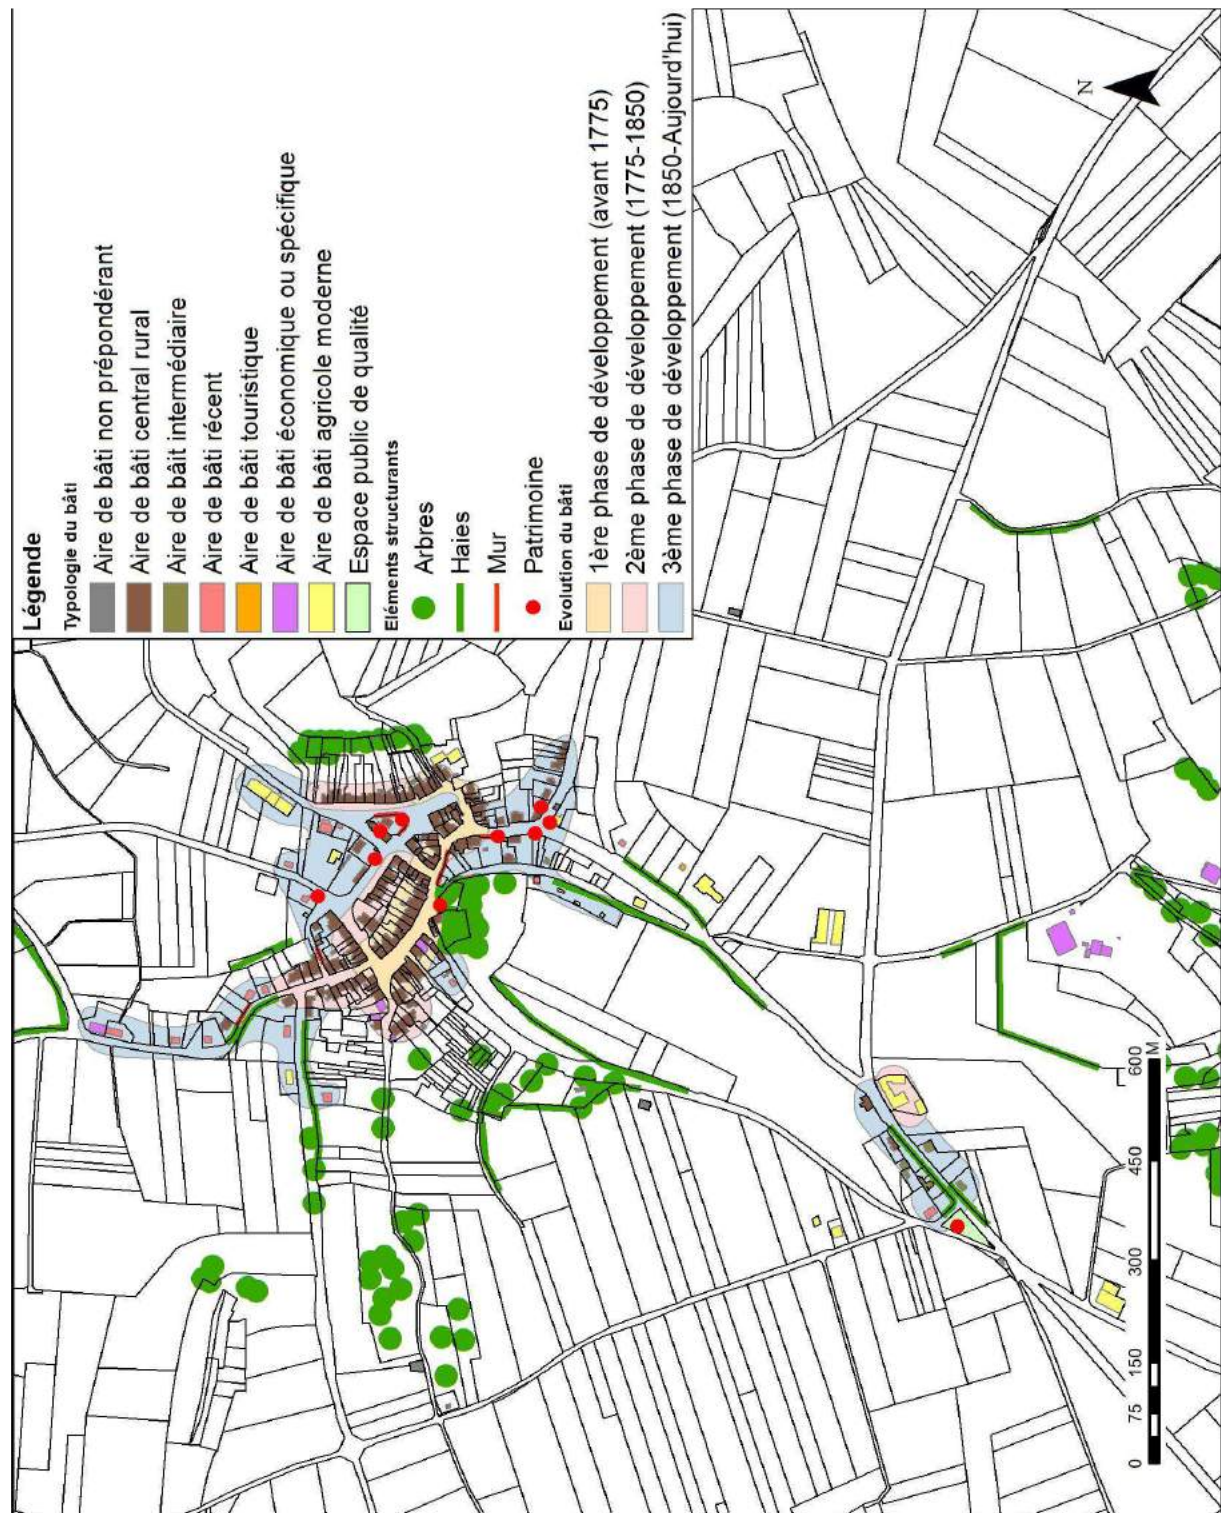 Légende
Typologie du bâti
Aire de bâti non prépondérant
Aire de bâti central rural
Aire de bâit intermédiaire
Aire de bâti récent
Aire de bâti touristique
Aire de bâti économique ou spécifique
Aire de bâti agricole moderne
Espace public de qualité
Eléments structurants
Arbres
Haies
Mur
Patrimoine
Evolution du bâti
1ère phase de développement (avant 1775)
2ème phase de développement (1775-1850)
3ème phase de développement (1850-Aujourd'hui)
N
0 75 150 300 450 600
M